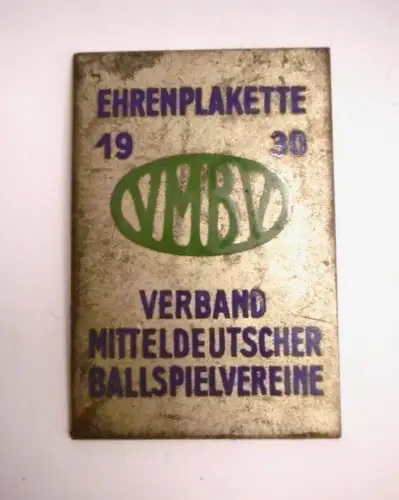 EHRENPLAKETTE
19 30
VMBV
VERBAND
MITTELDEUTSCHER
BALLSPIELVEREINE